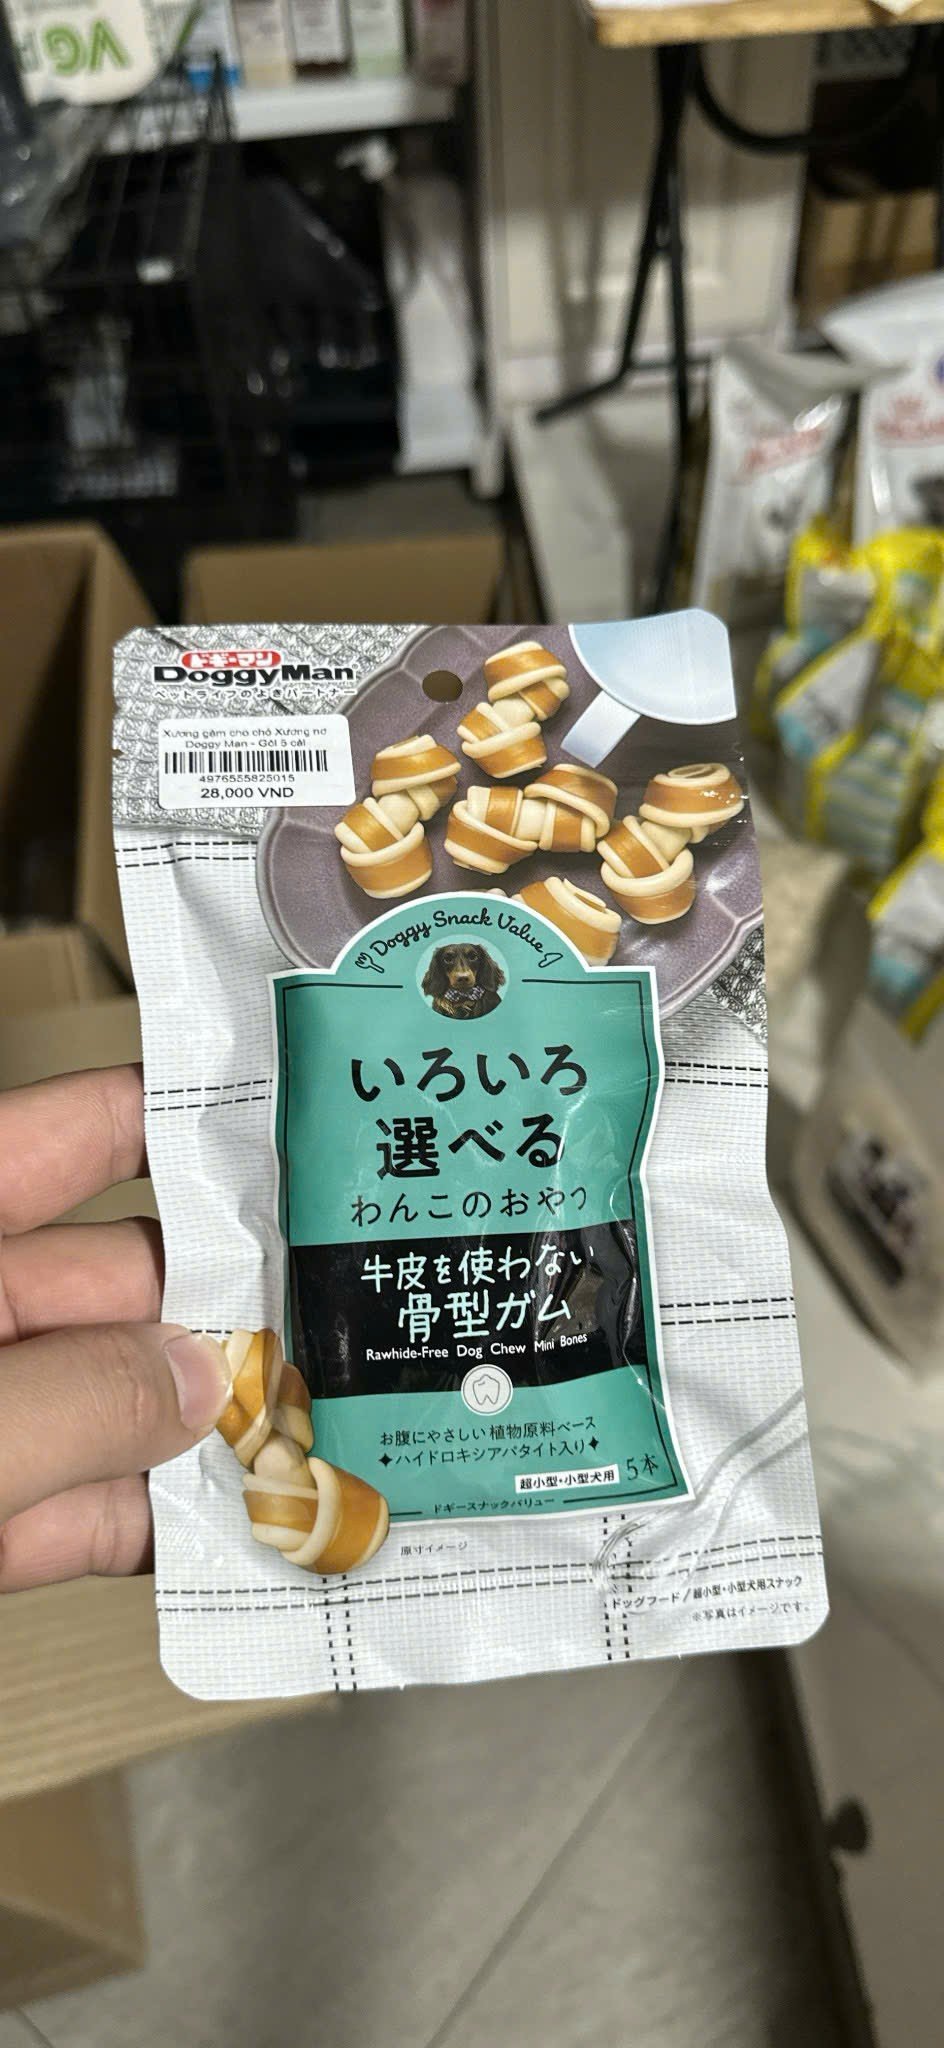 VG
ドギーマン
DoggyMan
ペットライフのよきパートナー
Xương gặm cho chó Xương nơ
Doggy Man - Gói 5 cái
4976555825015
28,000 VND
Doggy Snack Value
いろいろ
選べる
わんこのおやつ
牛皮を使わない
骨型ガム
Rawhide-Free Dog Chew Mini Bones
お腹にやさしい植物原料ベース
✦ハイドロキシアパタイト入り✦
超小型・小型犬用 5本
ドギースナックバリュー
原寸イメージ
ドッグフード/超小型・小型犬用スナック
※写真はイメージです。